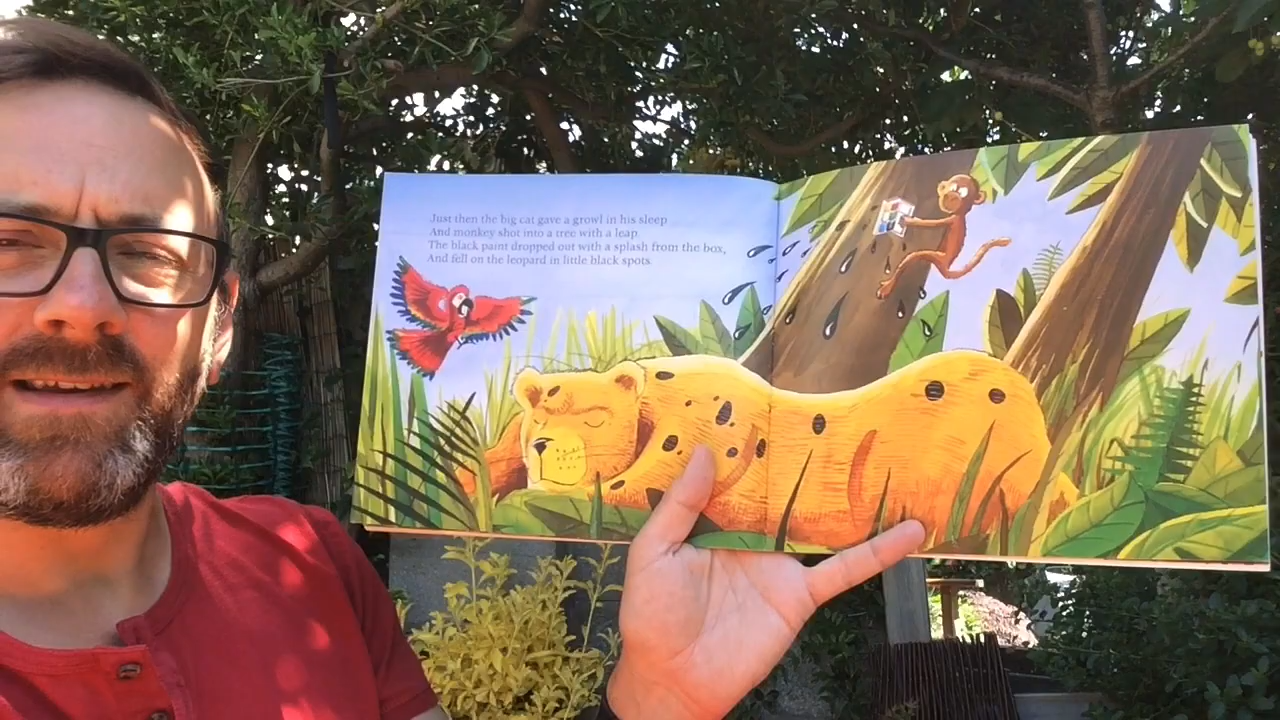 Just then the big cat gave a growl in his sleep
And monkey shot into a tree with a leap.
The black paint dropped out with a splash from the box,
And fell on the leopard in little black spots.